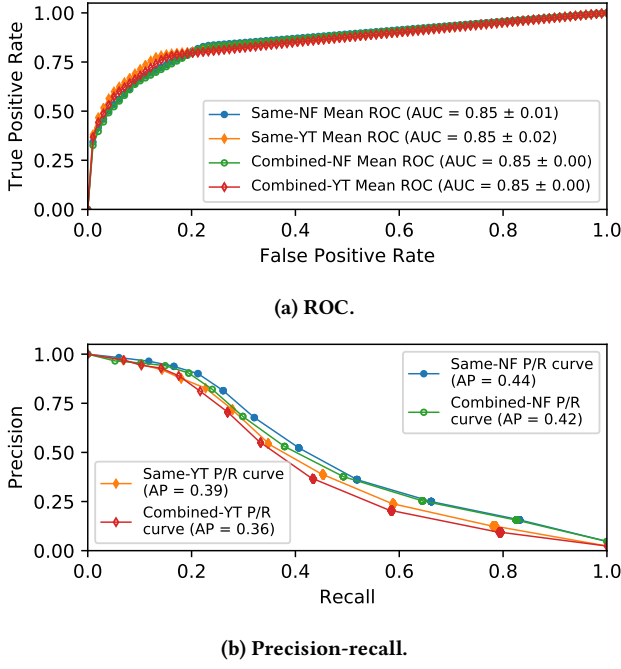 1.00
0.75
0.50
0.25
0.00
True Positive Rate
Same-NF Mean ROC (AUC = 0.85 ± 0.01)
Same-YT Mean ROC (AUC = 0.85 ± 0.02)
Combined-NF Mean ROC (AUC = 0.85 ± 0.00)
Combined-YT Mean ROC (AUC = 0.85 ± 0.00)
0.0 0.2 0.4 0.6 0.8 1.0
False Positive Rate
(a) ROC.
1.00
0.75
0.50
0.25
0.00
Precision
Same-NF P/R curve
(AP = 0.44)
Combined-NF P/R
curve (AP = 0.42)
Same-YT P/R curve
(AP = 0.39)
Combined-YT P/R
curve (AP = 0.36)
0.0 0.2 0.4 0.6 0.8 1.0
Recall
(b) Precision-recall.